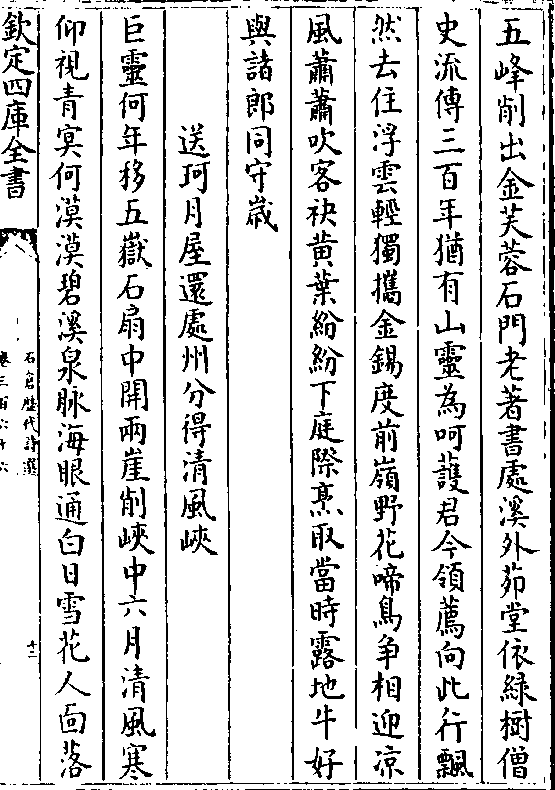 五峰削出金芙蓉石門老著書處溪外茆堂依緑樹僧
史流傳三百年猶有山靈為呵䕶君今領薦向此行飄
然去住浮雲輕獨攜金錫度前嶺野花啼鳥争相迎凉
風蕭蕭吹客袂黄葉紛紛下庭際烹取當時露地牛好
與諸郎同守歲
送珂月屋還處州分得清風峽
巨靈何年移五嶽石扇中開兩崖削峽中六月清風寒
仰視青冥何漠漠碧溪泉脉海眼通白日雪花人面落
欽定四庫全書
石倉歴代詩選
卷三百六十六
十二